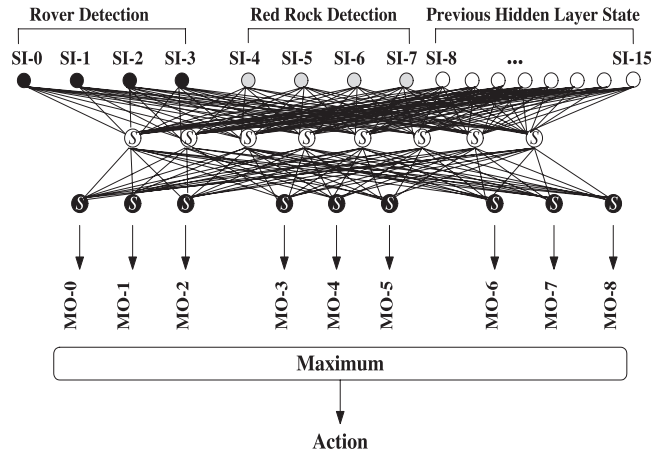 Rover Detection Red Rock Detection Previous Hidden Layer State
SI-0 SI-1 SI-2 SI-3 SI-4 SI-5 SI-6 SI-7 SI-8 ... SI-15
S S S S S S S S
S S S S S S S S S
MO-0 MO-1 MO-2 MO-3 MO-4 MO-5 MO-6 MO-7 MO-8
Maximum
Action